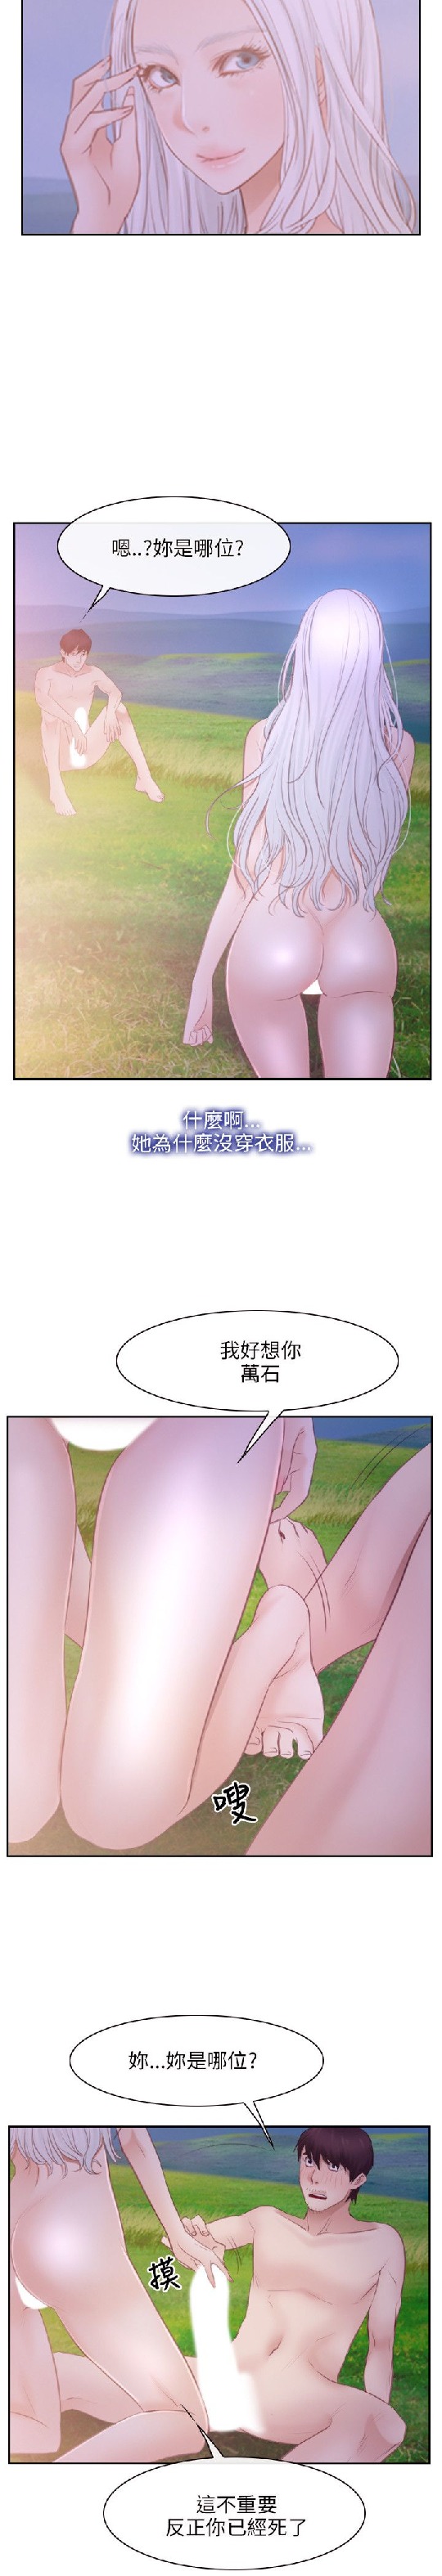 嗯..?妳是哪位?
什麼啊...
她為什麼沒穿衣服...
我好想你
萬石
嗖
妳...妳是哪位?
摸
這不重要
反正你已經死了